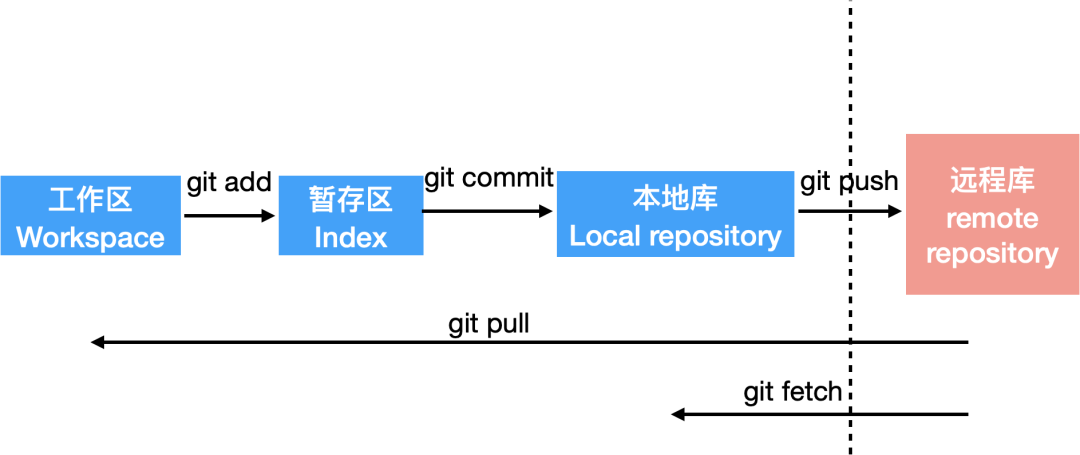 工作区
Workspace
git add
暂存区
Index
git commit
本地库
Local repository
git push
远程库
remote
repository
git pull
git fetch